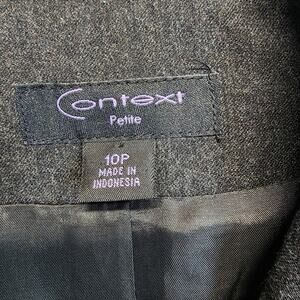 Context
Petite
10P
MADE IN
INDONESIA